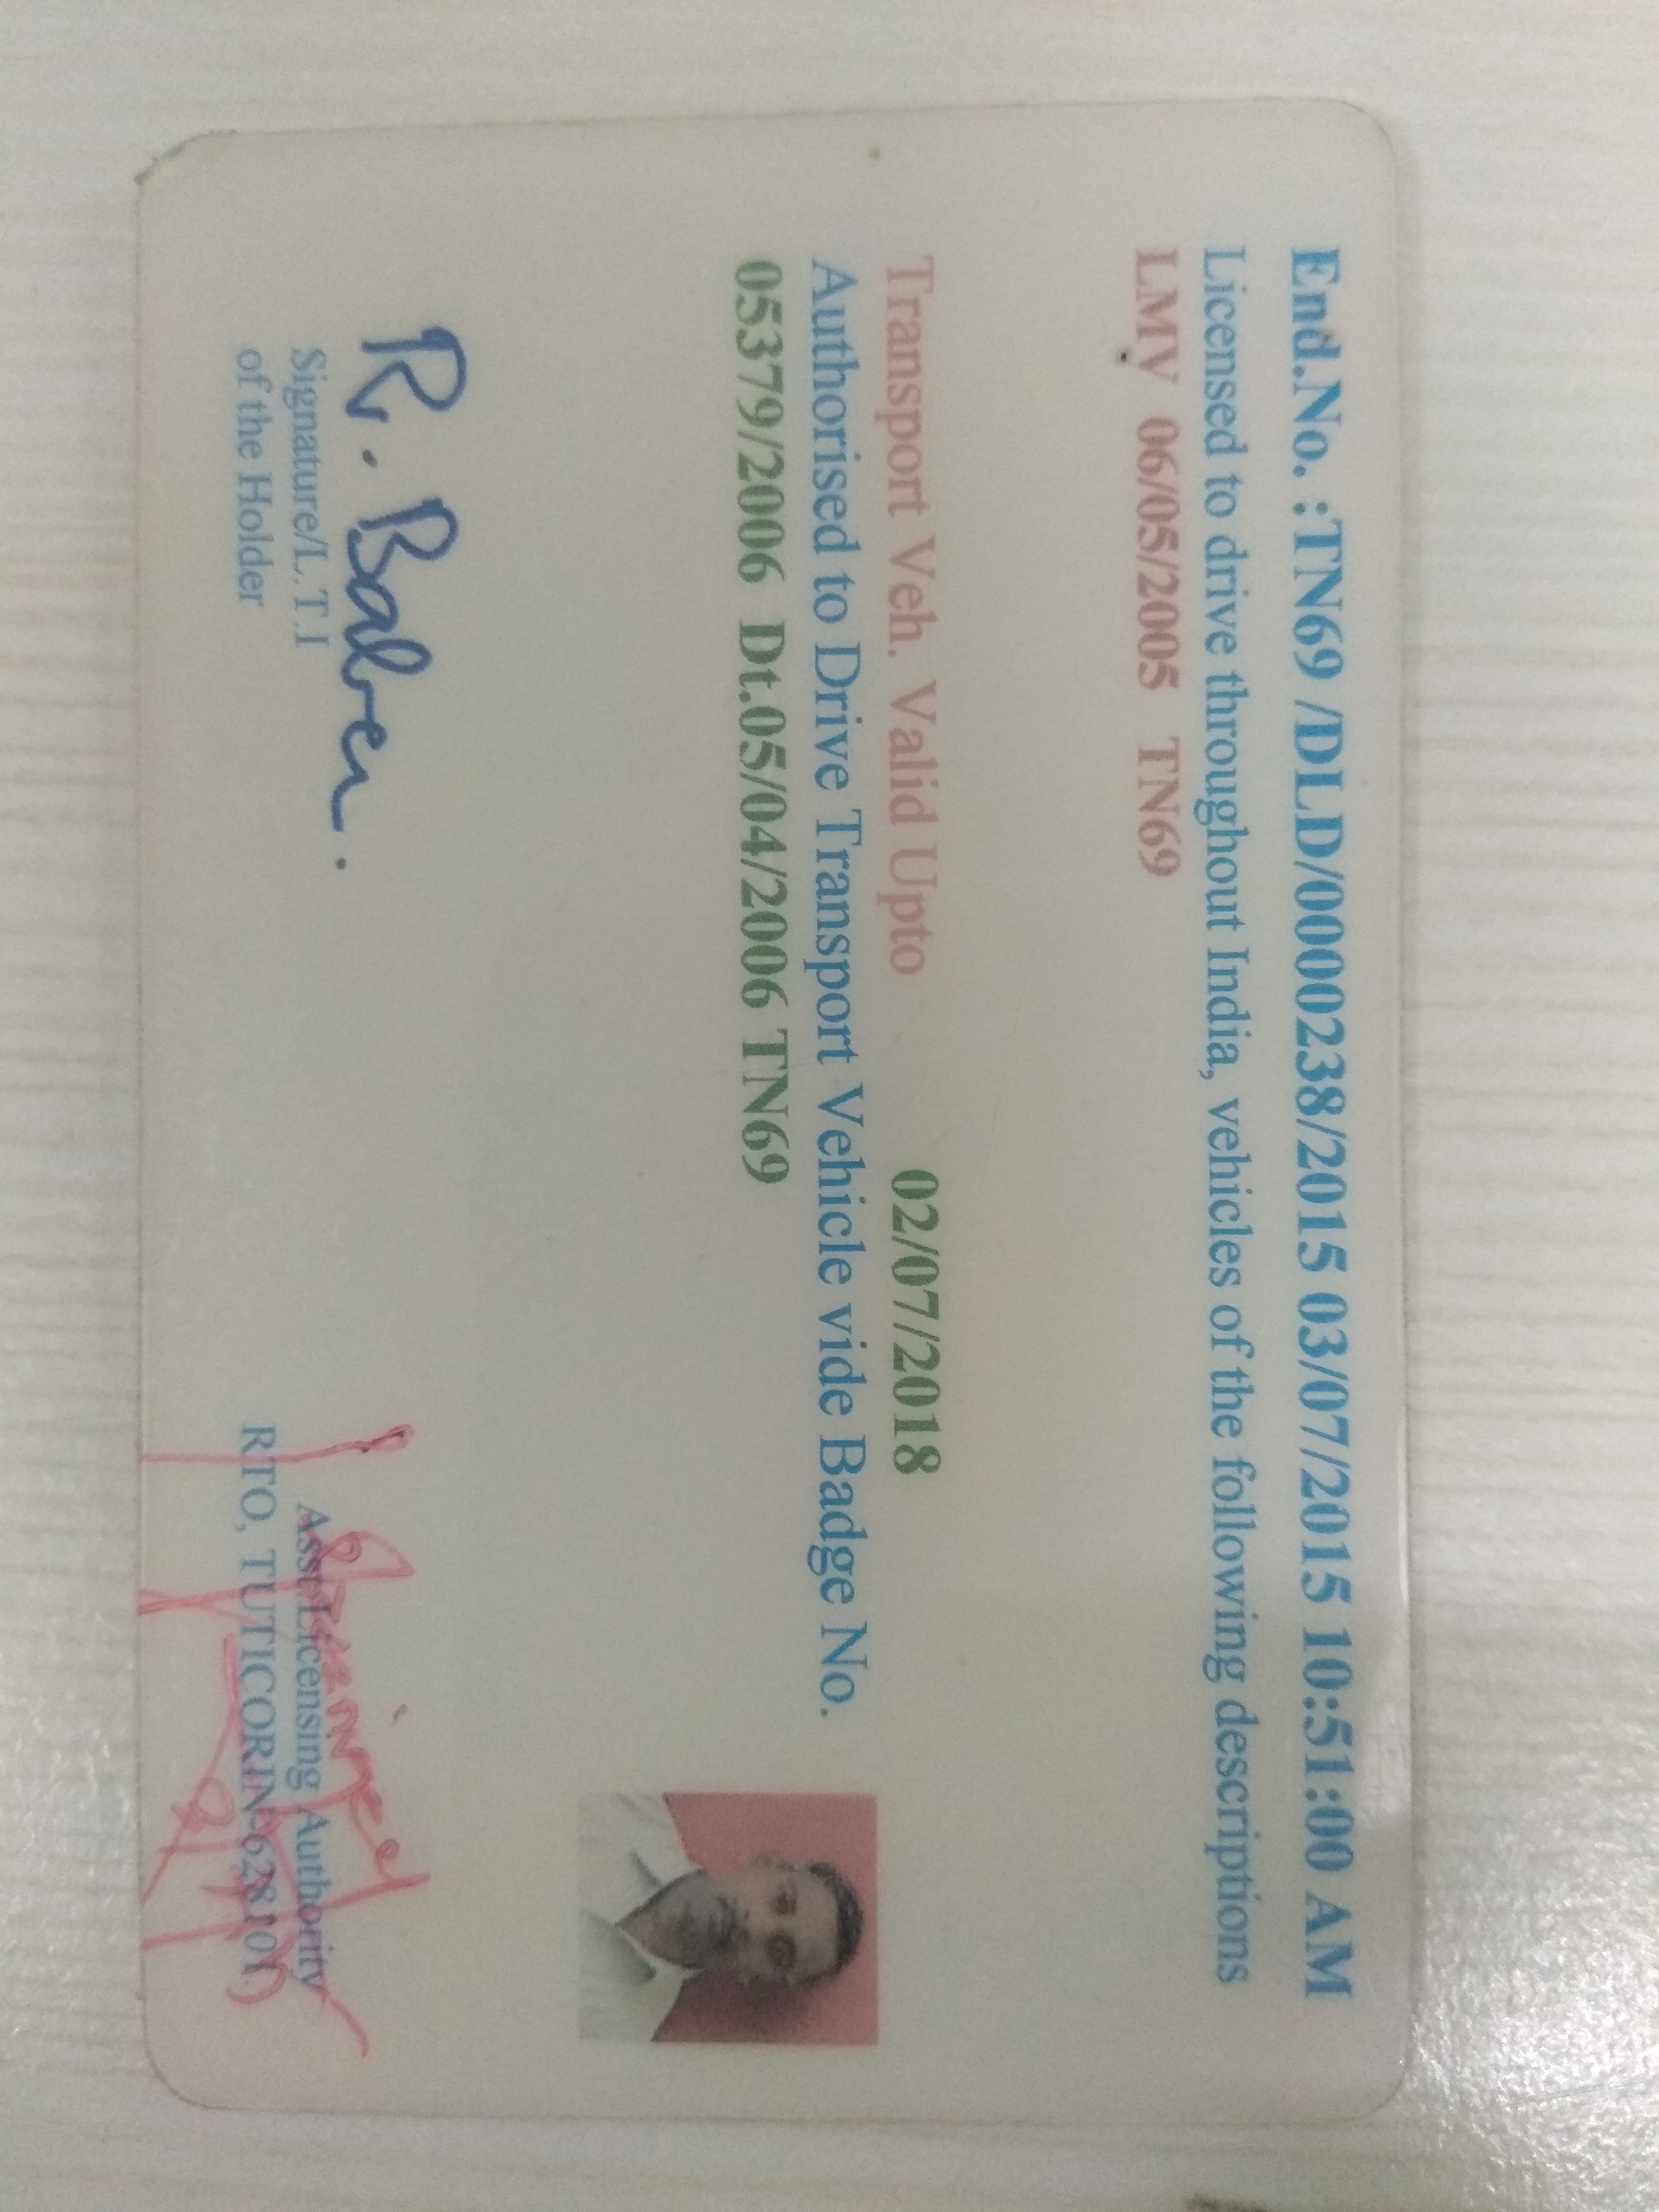 End.No. :TN69 /DLD/0000238/2015 03/07/2015 10:51:00 AM
Licensed to drive throughout India, vehicles of the following descriptions
LMV 06/05/2005 TN69
Transport Veh. Valid Upto 02/07/2018
Authorised to Drive Transport Vehicle vide Badge No.
05379/2006 Dt.05/04/2006 TN69
R. Babu.
Signature/L.T.I
of the Holder
Asst Licensing Authority
RTO, TUTICORIN-628101.